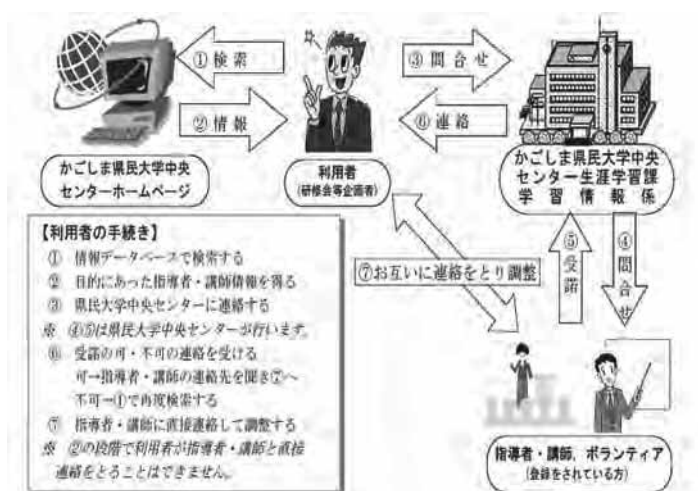 ①検索
②情報
③問合せ
⑥連絡
かごしま県民大学中央
センターホームページ
利用者
(研修会等企画者)
かごしま県民大学中央
センター生涯学習課
学習情報係
⑤受諾
④問合せ
⑦お互いに連絡をとり調整
【利用者の手続き】
① 情報データベースで検索する
② 目的にあった指導者・講師情報を得る
③ 県民大学中央センターに連絡する
※ ④⑤は県民大学中央センターが行います。
⑥ 受諾の可・不可の連絡を受ける
可→指導者・講師の連絡先を聞き⑦へ
不可→①で再度検索する
⑦ 指導者・講師に直接連絡して調整する
※ ②の段階で利用者が指導者・講師と直接
連絡をとることはできません。
指導者・講師、ボランティア
(登録をされている方)